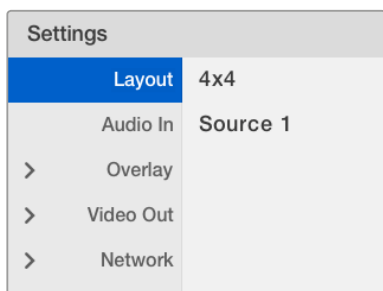 Settings
Layout 4x4
Audio In Source 1
Overlay
Video Out
Network